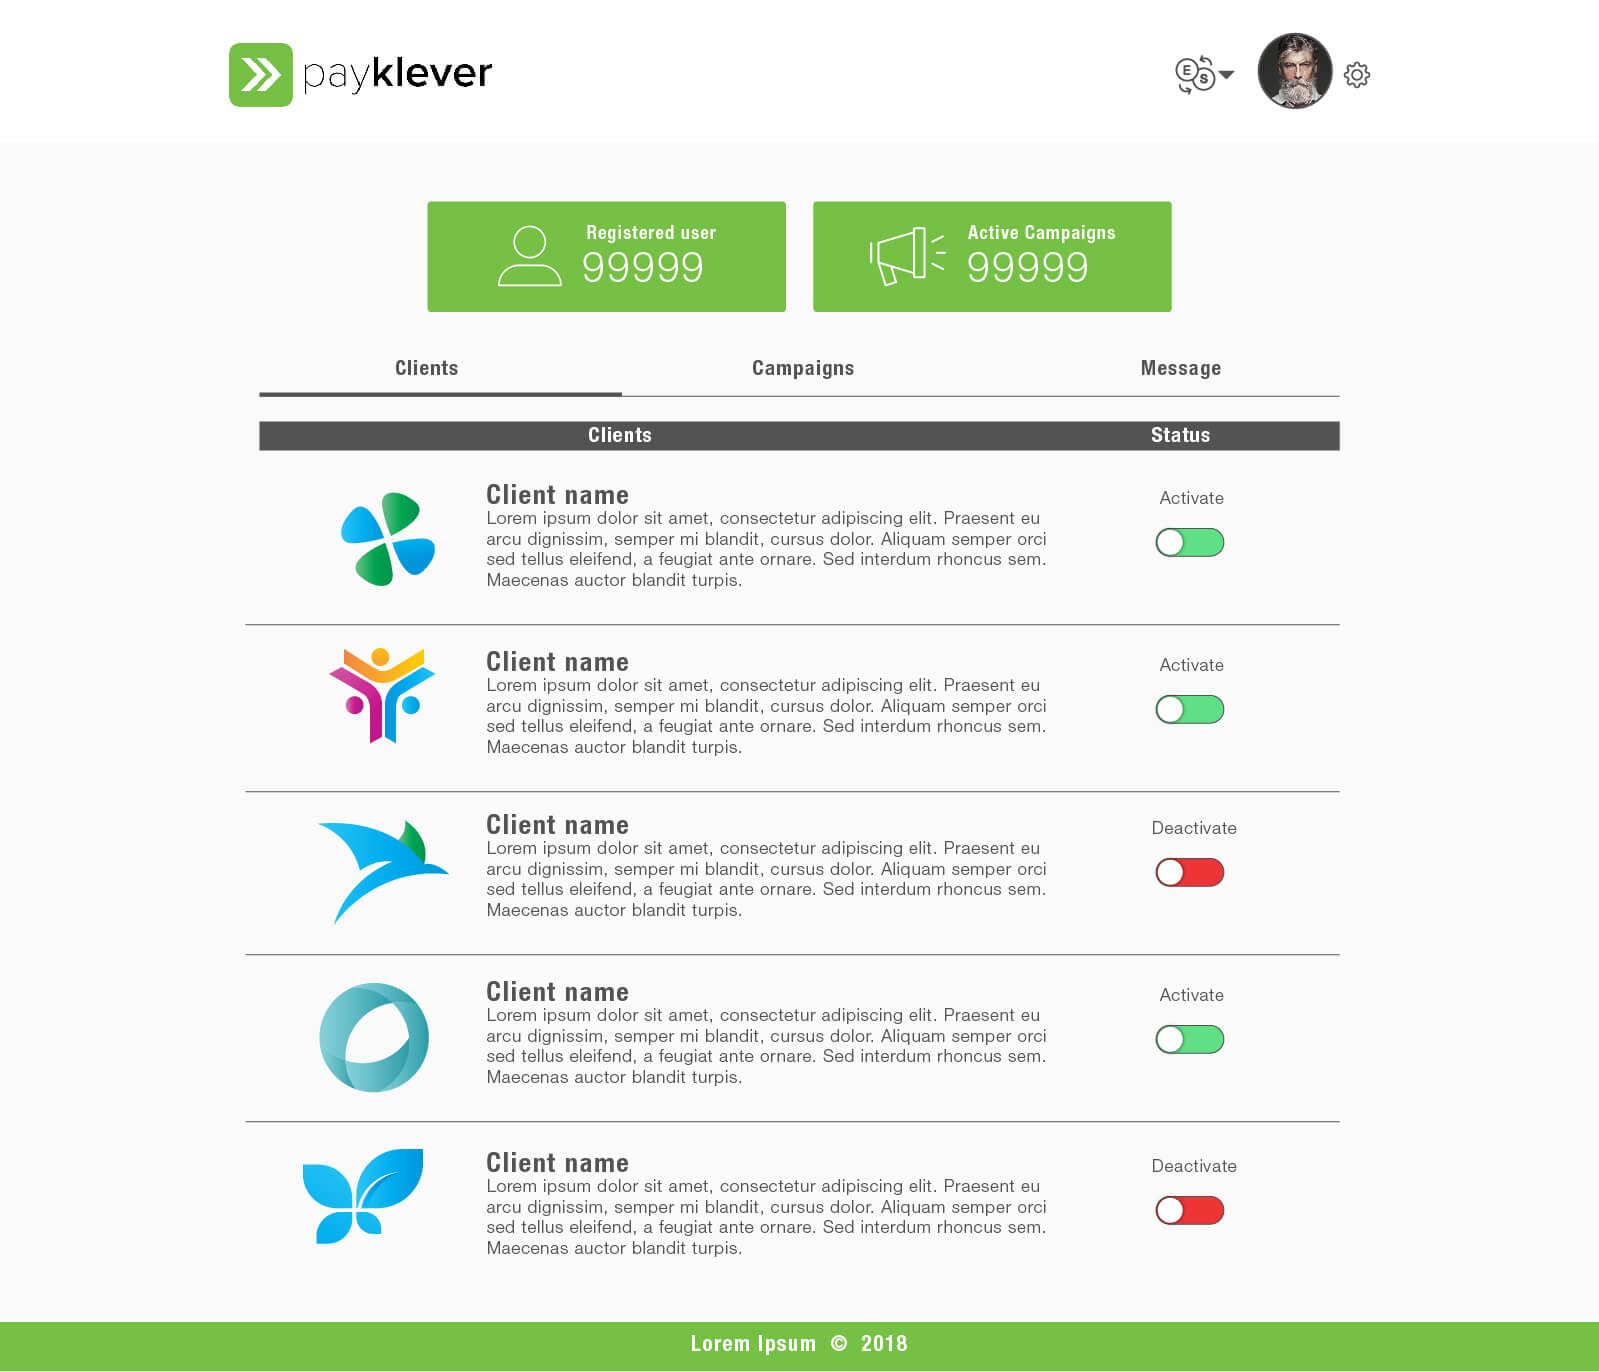 payklever
E
S
Registered user
99999
Active Campaigns
99999
Clients
Campaigns
Message
Clients
Status
Client name
Lorem ipsum dolor sit amet, consectetur adipiscing elit. Praesent eu
arcu dignissim, semper mi blandit, cursus dolor. Aliquam semper orci
sed tellus eleifend, a feugiat ante ornare. Sed interdum rhoncus sem.
Maecenas auctor blandit turpis.
Activate
Client name
Lorem ipsum dolor sit amet, consectetur adipiscing elit. Praesent eu
arcu dignissim, semper mi blandit, cursus dolor. Aliquam semper orci
sed tellus eleifend, a feugiat ante ornare. Sed interdum rhoncus sem.
Maecenas auctor blandit turpis.
Activate
Client name
Lorem ipsum dolor sit amet, consectetur adipiscing elit. Praesent eu
arcu dignissim, semper mi blandit, cursus dolor. Aliquam semper orci
sed tellus eleifend, a feugiat ante ornare. Sed interdum rhoncus sem.
Maecenas auctor blandit turpis.
Deactivate
Client name
Lorem ipsum dolor sit amet, consectetur adipiscing elit. Praesent eu
arcu dignissim, semper mi blandit, cursus dolor. Aliquam semper orci
sed tellus eleifend, a feugiat ante ornare. Sed interdum rhoncus sem.
Maecenas auctor blandit turpis.
Activate
Client name
Lorem ipsum dolor sit amet, consectetur adipiscing elit. Praesent eu
arcu dignissim, semper mi blandit, cursus dolor. Aliquam semper orci
sed tellus eleifend, a feugiat ante ornare. Sed interdum rhoncus sem.
Maecenas auctor blandit turpis.
Deactivate
Lorem Ipsum © 2018